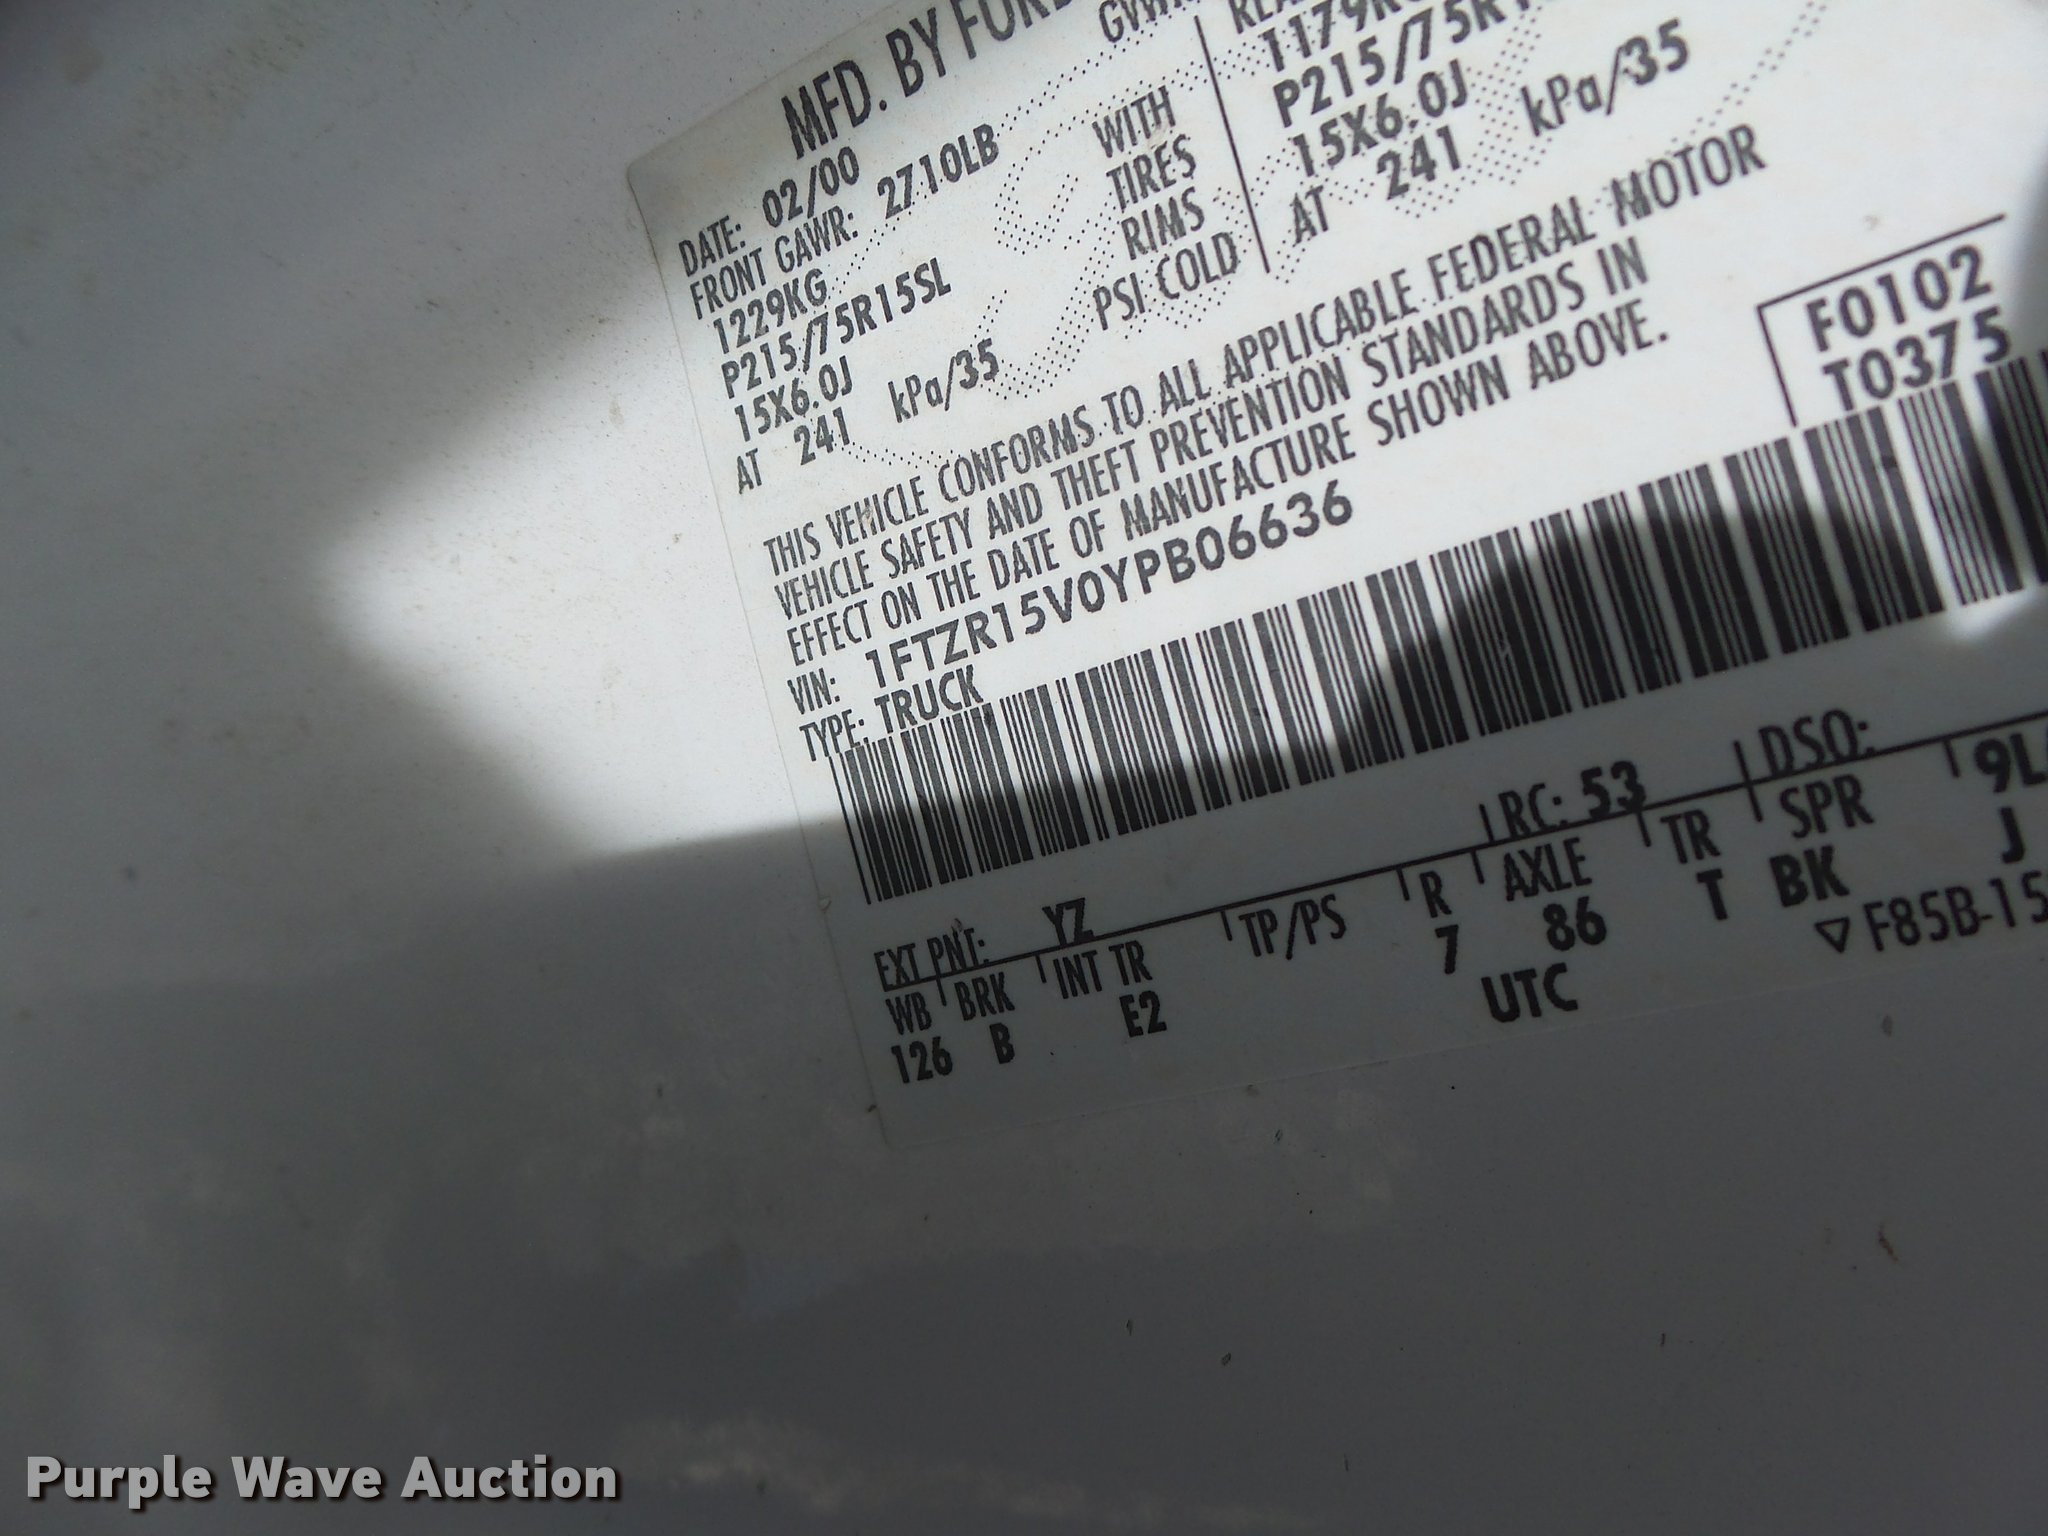 MFD. BY
DATE: 02/00
FRONT GAWR: 2710LB
1229KG WITH
P215/75R15SL TIRES P215/75R
15X6.0J RIMS 15X6.0J
AT 241 kPa/35 PSI COLD AT 241 kPa/35
THIS VEHICLE CONFORMS TO ALL APPLICABLE FEDERAL MOTOR
VEHICLE SAFETY AND THEFT PREVENTION STANDARDS IN
EFFECT ON THE DATE OF MANUFACTURE SHOWN ABOVE.
VIN: 1FTZR15V0YPB06636
TYPE: TRUCK
F0102
T0375
EXT PNT: YZ RC: 53 DSO:
WB BRK INT TR TP/PS R AXLE TR SPR 9L
126 B E2 7 86 T BK J
UTC ▽ F85B-15
Purple Wave Auction